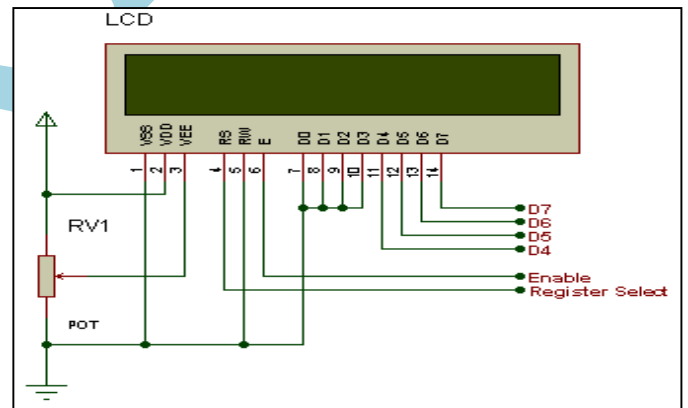 LCD
VSS VDD VEE RS RW E D0 D1 D2 D3 D4 D5 D6 D7
1 2 3 4 5 6 7 8 9 10 11 12 13 14
D7
D6
D5
D4
RV1
Enable
Register Select
POT